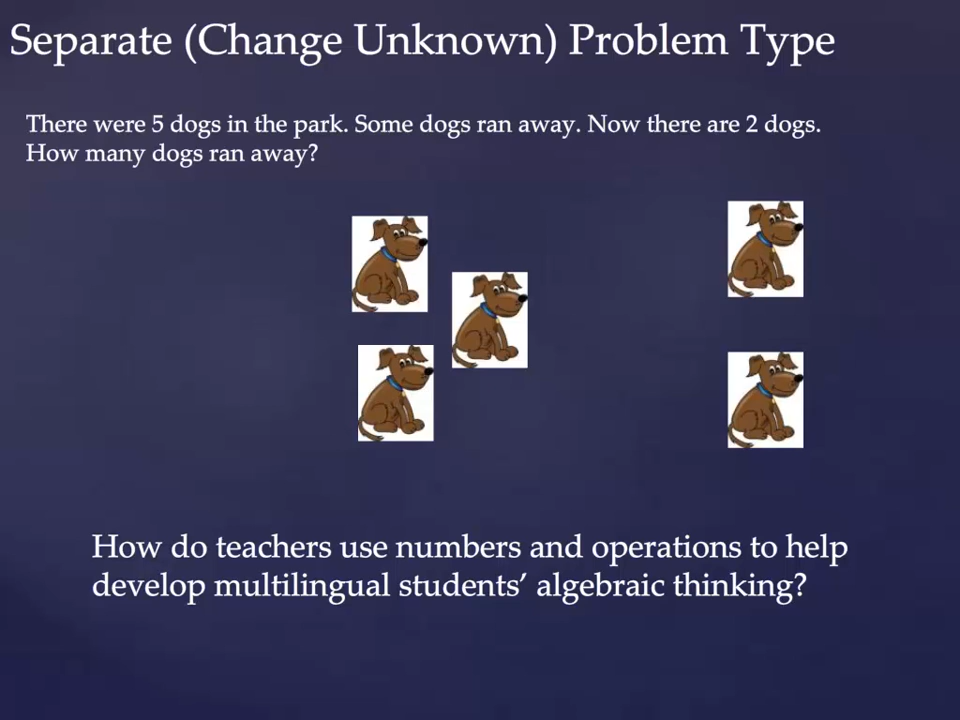 Separate (Change Unknown) Problem Type
There were 5 dogs in the park. Some dogs ran away. Now there are 2 dogs.
How many dogs ran away?
How do teachers use numbers and operations to help
develop multilingual students’ algebraic thinking?